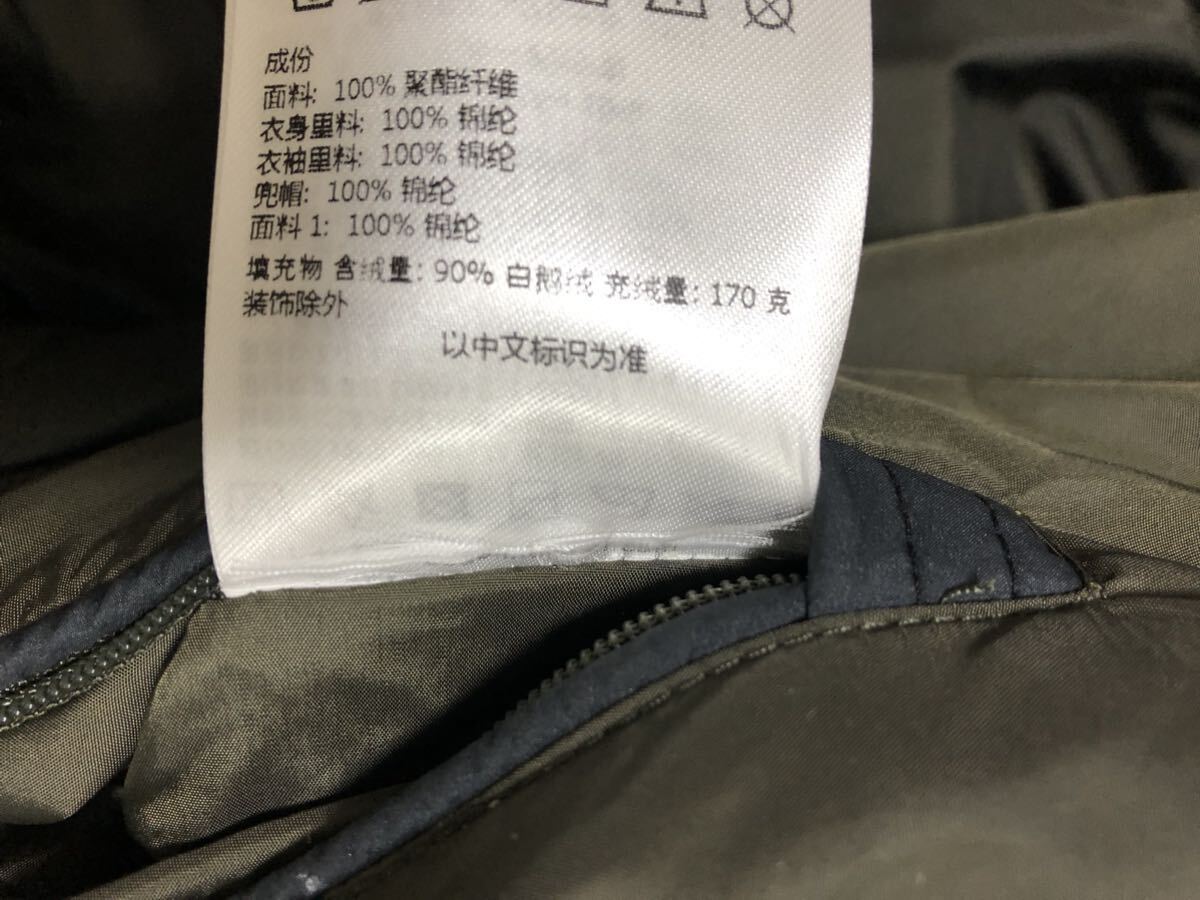 成份
面料: 100% 聚酯纤维
衣身里料: 100% 锦纶
衣袖里料: 100% 锦纶
兜帽: 100% 锦纶
面料 1: 100% 锦纶
填充物 含绒量: 90% 白鹅绒 充绒量: 170 克
装饰除外
以中文标识为准